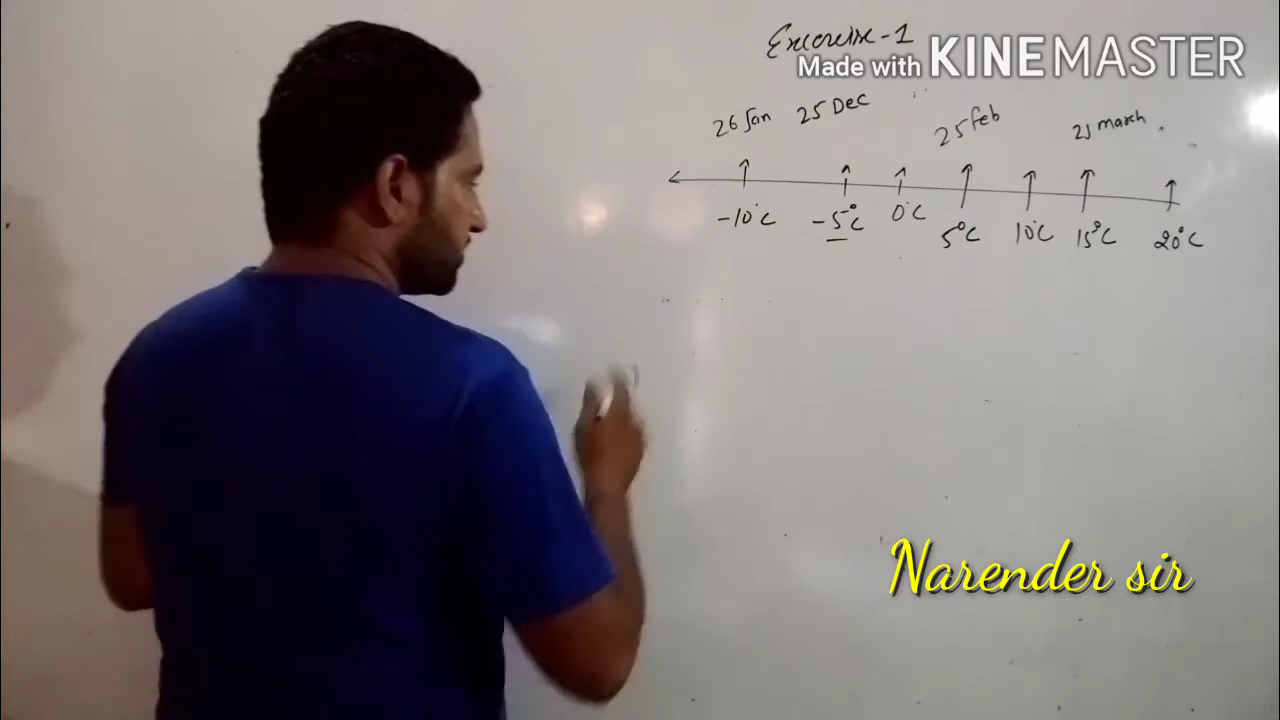 Exercise-1
Made with KINEMASTER
26 Jan 25 Dec 25 feb 21 march
-10°C -5°C 0°C 5°C 10°C 15°C 20°C
Narender sir